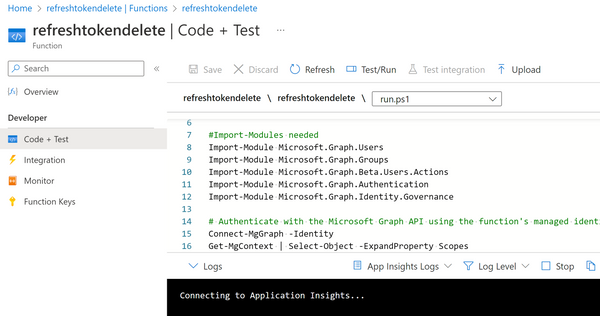 Home > refreshtokendelete | Functions > refreshtokendelete
refreshtokendelete | Code + Test ...
Function
Search «
Overview
Developer
Code + Test
Integration
Monitor
Function Keys
Save Discard Refresh Test/Run Test integration Upload
refreshtokendelete \ refreshtokendelete \ run.ps1
6
7 #Import-Modules needed
8 Import-Module Microsoft.Graph.Users
9 Import-Module Microsoft.Graph.Groups
10 Import-Module Microsoft.Graph.Beta.Users.Actions
11 Import-Module Microsoft.Graph.Authentication
12 Import-Module Microsoft.Graph.Identity.Governance
13
14 # Authenticate with the Microsoft Graph API using the function's managed identi
15 Connect-MgGraph -Identity
16 Get-MgContext | Select-Object -ExpandProperty Scopes
Logs App Insights Logs Log Level Stop
Connecting to Application Insights...